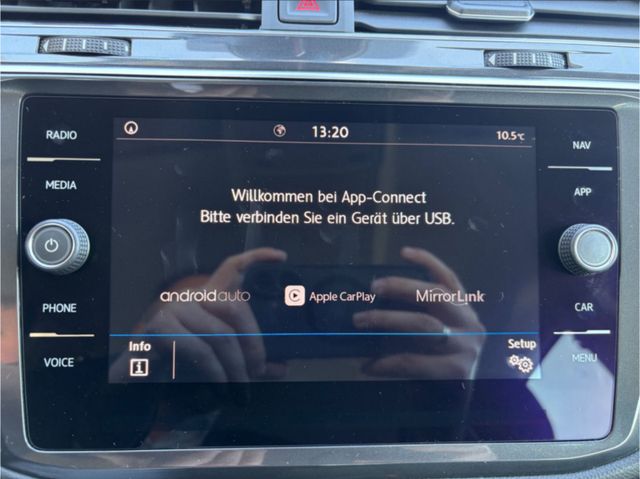 RADIO
MEDIA
PHONE
VOICE
13:20
10.5°C
Willkommen bei App-Connect
Bitte verbinden Sie ein Gerät über USB.
androidauto
Apple CarPlay
MirrorLink
Info
i
Setup
NAV
APP
CAR
MENU